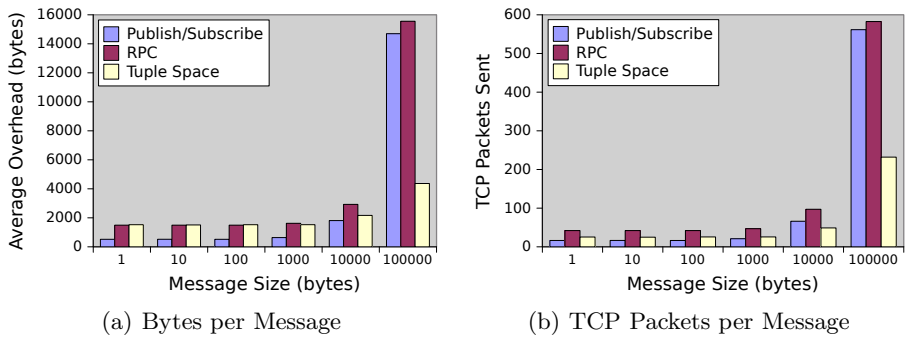 16000
14000
12000
10000
8000
6000
4000
2000
0
Average Overhead (bytes)
Publish/Subscribe
RPC
Tuple Space
1 10 100 1000 10000 100000
Message Size (bytes)
(a) Bytes per Message
600
500
400
300
200
100
0
TCP Packets Sent
Publish/Subscribe
RPC
Tuple Space
1 10 100 1000 10000 100000
Message Size (bytes)
(b) TCP Packets per Message